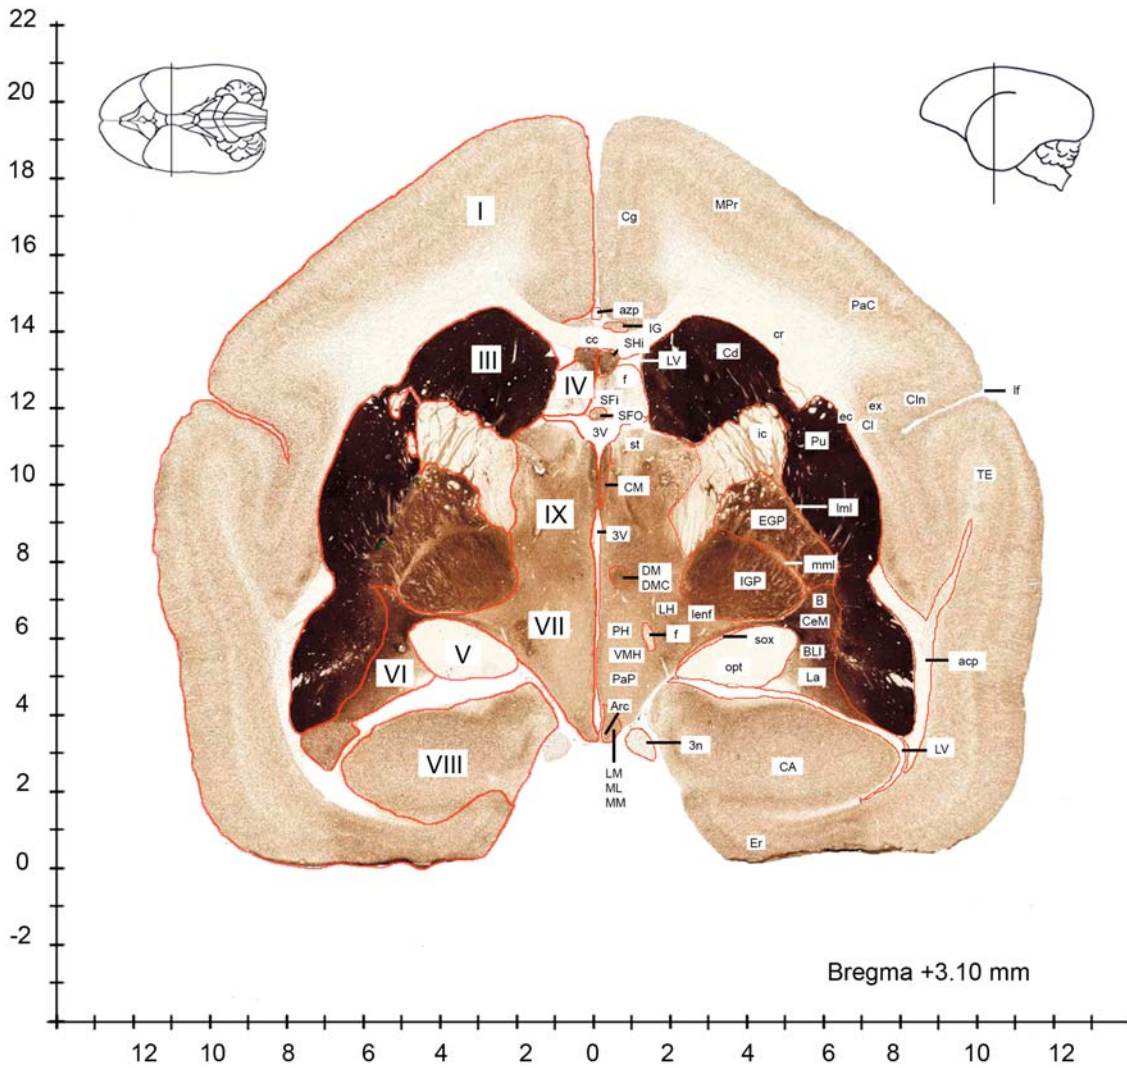 22
20
18
I
Cg
MPr
16
PaC
azp
14
IG
cc
SHi
cr
III
LV
Cd
IV
f
12
SFi
ex
CIn
lf
SFO
ec
Cl
3V
ic
Pu
st
10
CM
TE
IX
EGP
lml
8
3V
mml
DM
DMC
IGP
LH
lenf
B
6
VII
PH
f
sox
CeM
V
VMH
BLI
VI
opt
acp
PaP
La
4
Arc
3n
LV
VIII
CA
2
LM
ML
MM
Er
0
-2
Bregma +3.10 mm
12 10 8 6 4 2 0 2 4 6 8 10 12